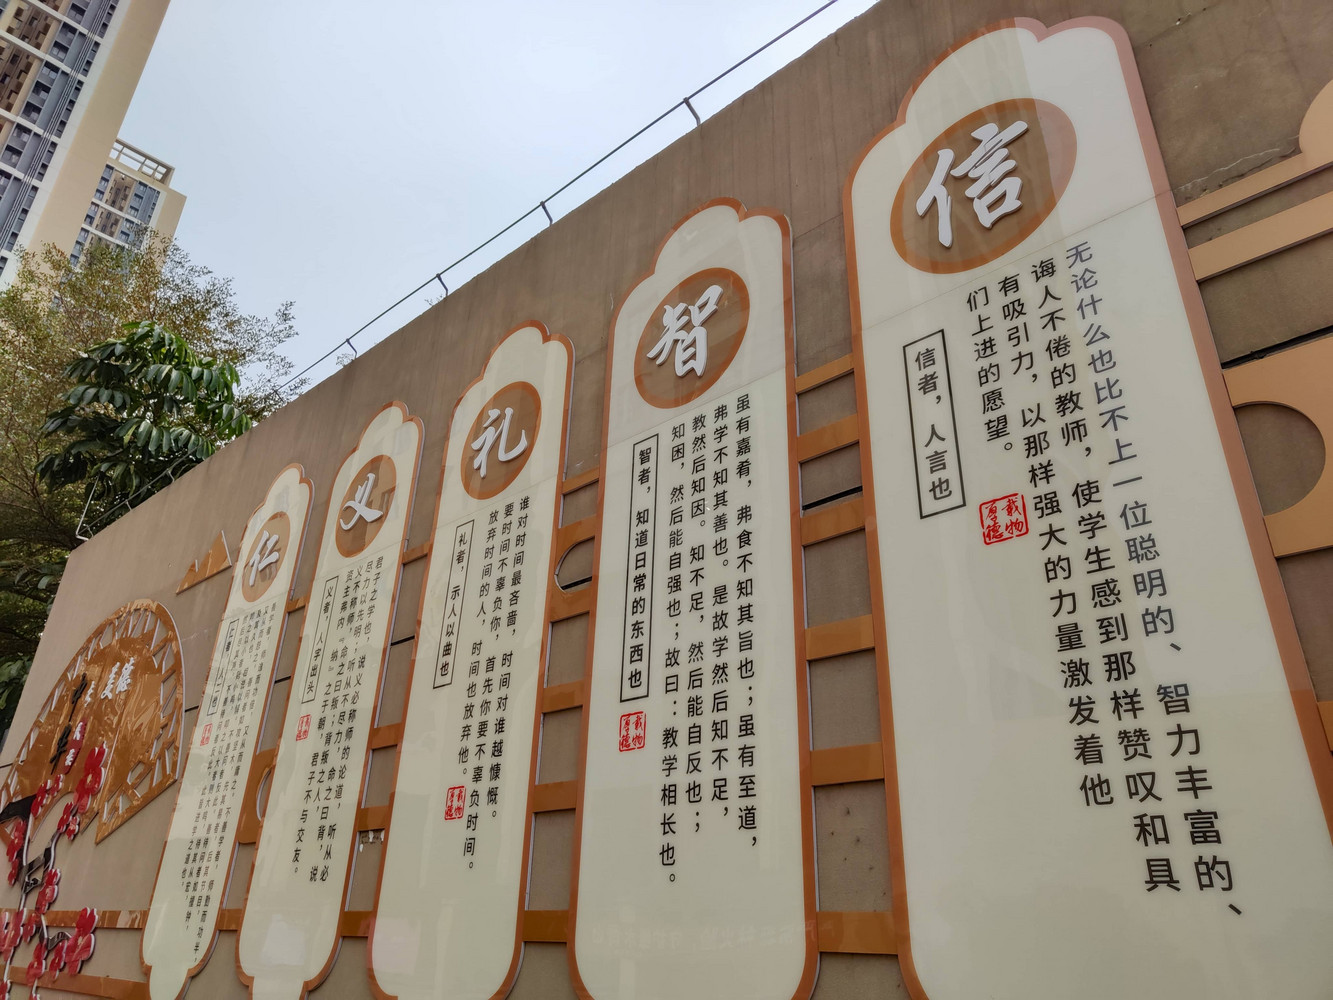 中华
美德
仁
仁者，人二也
义
君子之学也，说义必称师的论道，听从必
尽力以先明；听从不尽力，命之曰背，说
义不称师，命之曰叛；背叛之人，
贤主弗内“纳”之于朝，君子不与交友。
义者，人字出头
礼
谁对时间最吝啬，时间对谁越慷慨。
要时间不辜负你，首先你要不辜负时间。
放弃时间的人，时间也放弃他。
礼者，示人以曲也
载物
厚德
智
虽有嘉肴，弗食不知其旨也；虽有至道，
弗学不知其善也。是故学然后知不足，
教然后知因。知不足，然后能自反也；
知困，然后能自强也；故曰：教学相长也。
智者，知道日常的东西也
载物
厚德
信
无论什么也比不上一位聪明的、智力丰富的、
诲人不倦的教师，使学生感到那样赞叹和具
有吸引力，以那样强大的力量激发着他
们上进的愿望。
信者，人言也
载物
厚德